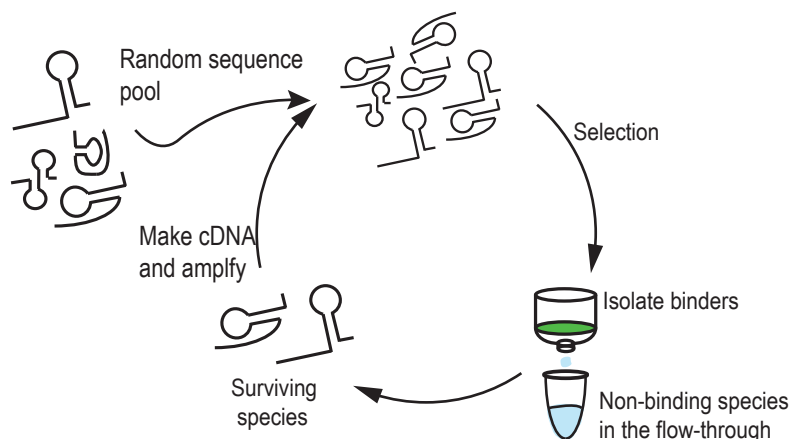 Random sequence
pool
Selection
Make cDNA
and amplfy
Isolate binders
Surviving
species
Non-binding species
in the flow-through